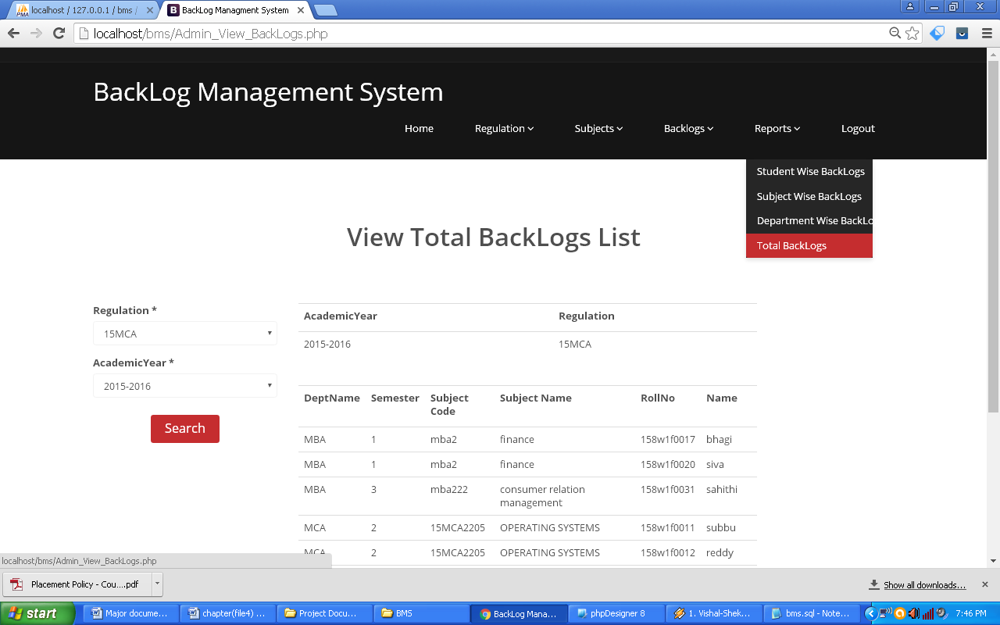 localhost / 127.0.0.1 / bms /
BackLog Managment System
localhost/bms/Admin_View_BackLogs.php
BackLog Management System
Home Regulation Subjects Backlogs Reports Logout
Student Wise BackLogs
Subject Wise BackLogs
Department Wise BackLo
Total BackLogs
View Total BackLogs List
Regulation *
15MCA
AcademicYear *
2015-2016
Search
AcademicYear Regulation
2015-2016 15MCA
DeptName Semester Subject Code Subject Name RollNo Name
MBA 1 mba2 finance 158w1f0017 bhagi
MBA 1 mba2 finance 158w1f0020 siva
MBA 3 mba222 consumer relation management 158w1f0031 sahithi
MCA 2 15MCA2205 OPERATING SYSTEMS 158w1f0011 subbu
MCA 2 15MCA2205 OPERATING SYSTEMS 158w1f0012 reddy
localhost/bms/Admin_View_BackLogs.php
Placement Policy - Cou....pdf
Show all downloads...
start
Major docume...
chapter(file4) ...
Project Docum...
BMS
BackLog Mana...
phpDesigner 8
1. Vishal-Shek...
bms.sql - Note...
7:46 PM